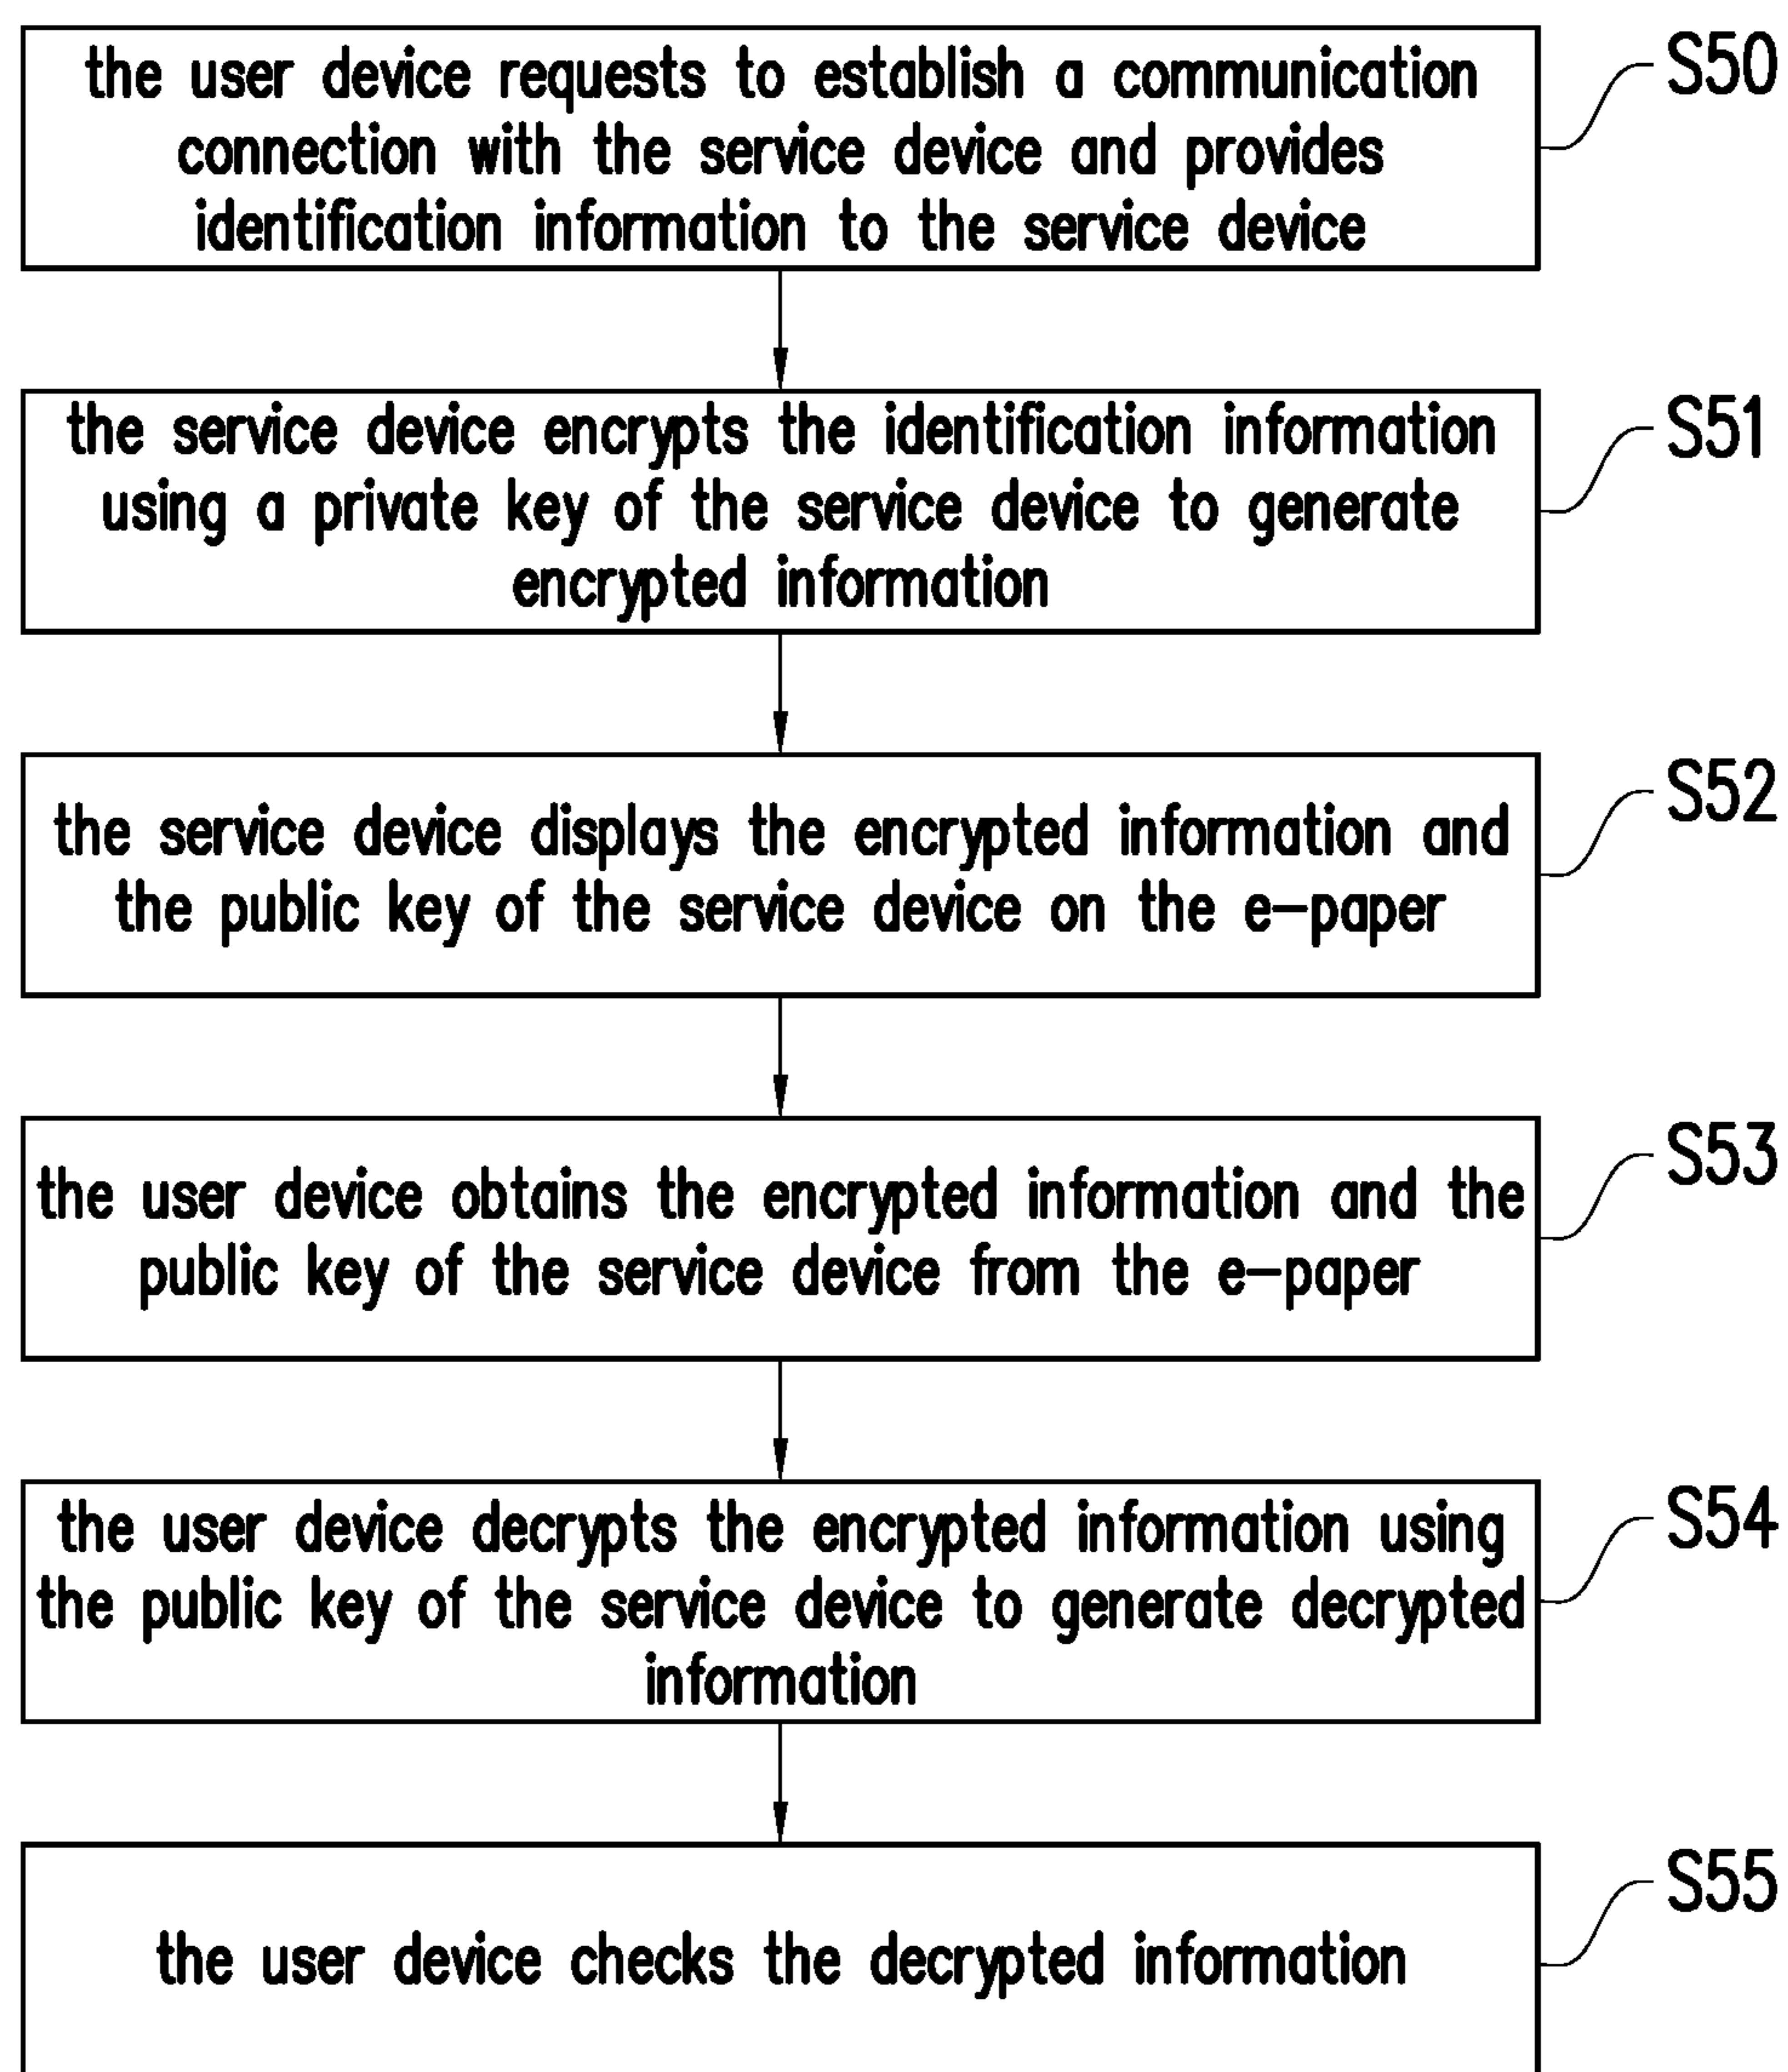 the user device requests to establish a communication
connection with the service device and provides
identification information to the service device
S50
the service device encrypts the identification information
using a private key of the service device to generate
encrypted information
S51
the service device displays the encrypted information and
the public key of the service device on the e-paper
S52
the user device obtains the encrypted information and the
public key of the service device from the e-paper
S53
the user device decrypts the encrypted information using
the public key of the service device to generate decrypted
information
S54
the user device checks the decrypted information
S55